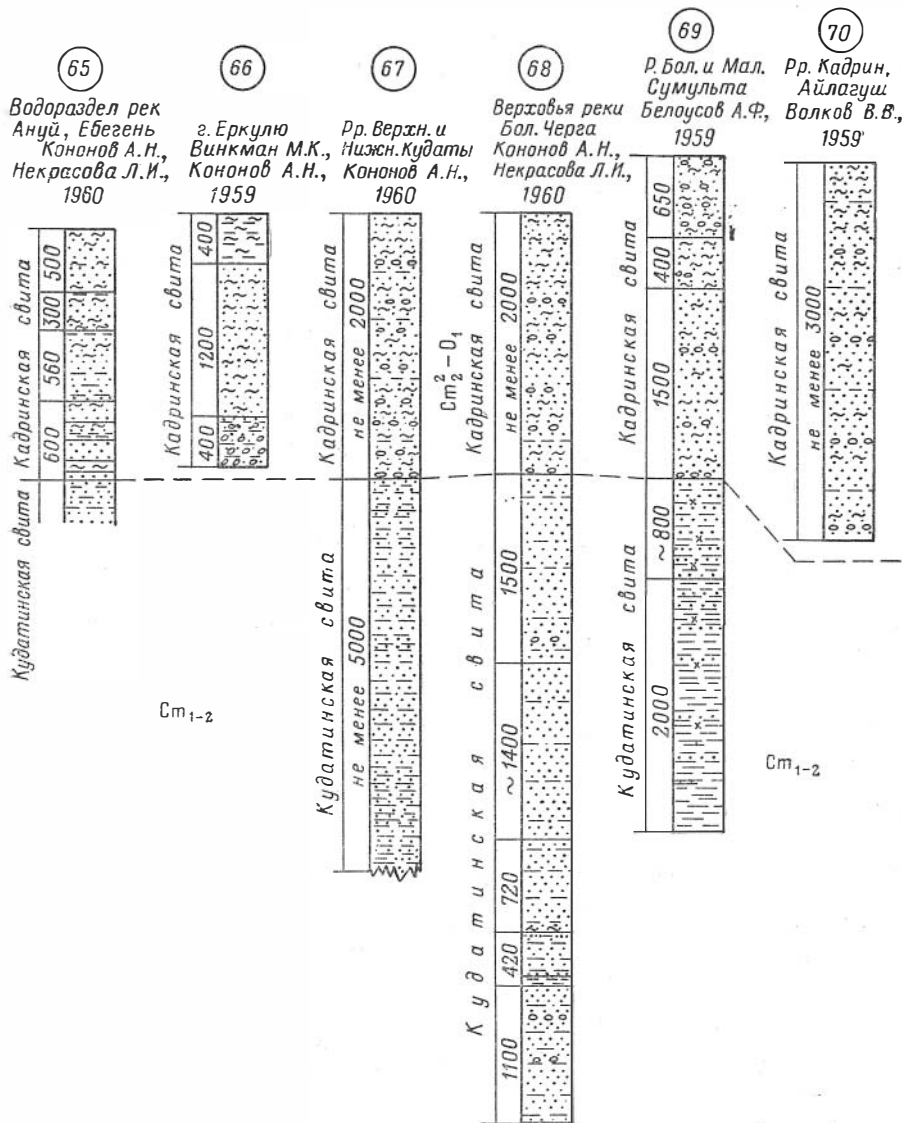 65
Водораздел рек
Ануй, Ебегень
Кононов А.Н.,
Некрасова Л.И.,
1960
Кадринская свита
500
300
560
600
Кудатинская свита
66
г. Еркулю
Винкман М.К.,
Кононов А.Н.,
1959
Кадринская свита
400
1200
400
67
Рр. Верхн. и
Нижн. Кудаты
Кононов А.Н.,
1960
Кадринская свита
не менее 2000
Кудатинская свита
не менее 5000
68
Верховья реки
Бол. Черга
Кононов А.Н.,
Некрасова Л.И.,
1960
Кадринская свита
не менее 2000
Кудатинская свита
1500
~1400
720
420
1100
69
Р. Бол. и Мал.
Сумульта
Белоусов А.Ф.,
1959
Кадринская свита
650
400
1500
Кудатинская свита
~800
2000
70
Рр. Кадрин,
Айлагуш
Волков В.В.,
1959
Кадринская свита
не менее 3000
Cm₂²-D₁
Cm₁₋₂
Cm₁₋₂